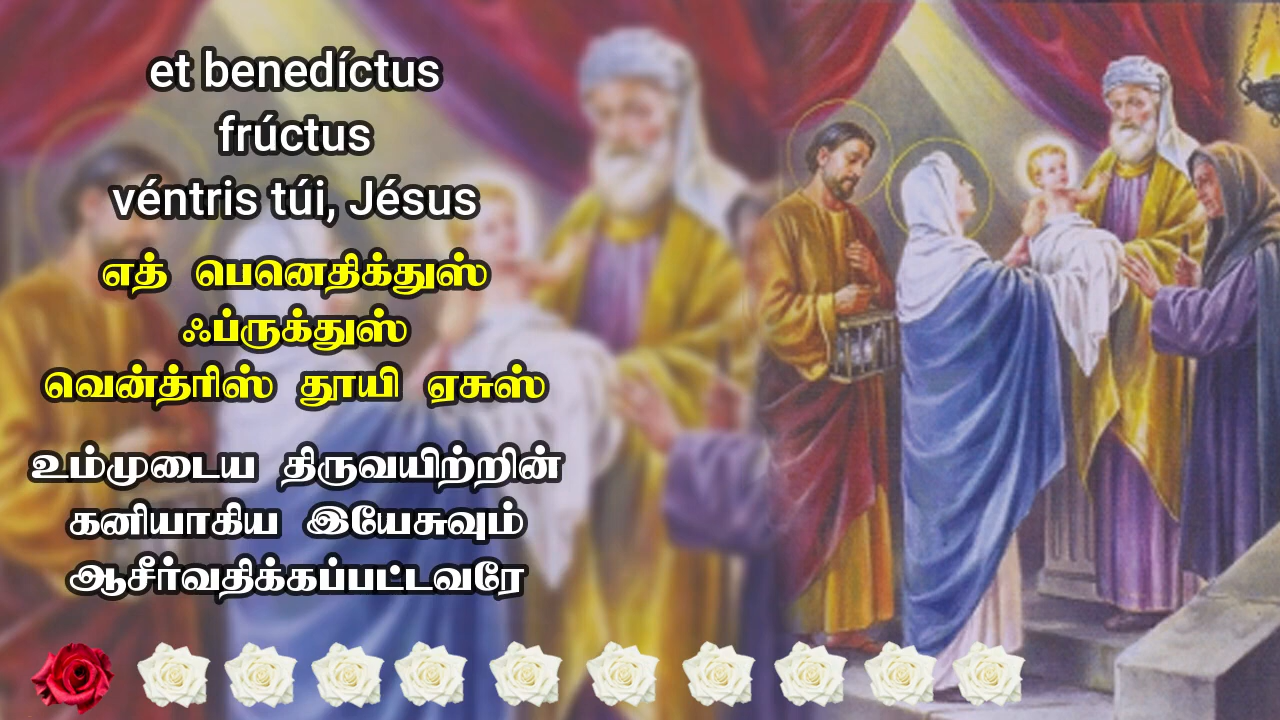 et benedíctus
frúctus
véntris túi, Jésus
எத் பெனெதிக்துஸ்
ஃப்ருக்துஸ்
வென்த்ரிஸ் தூயி ஏசுஸ்
உம்முடைய திருவயிற்றின்
கனியாகிய இயேசுவும்
ஆசீர்வதிக்கப்பட்டவரே